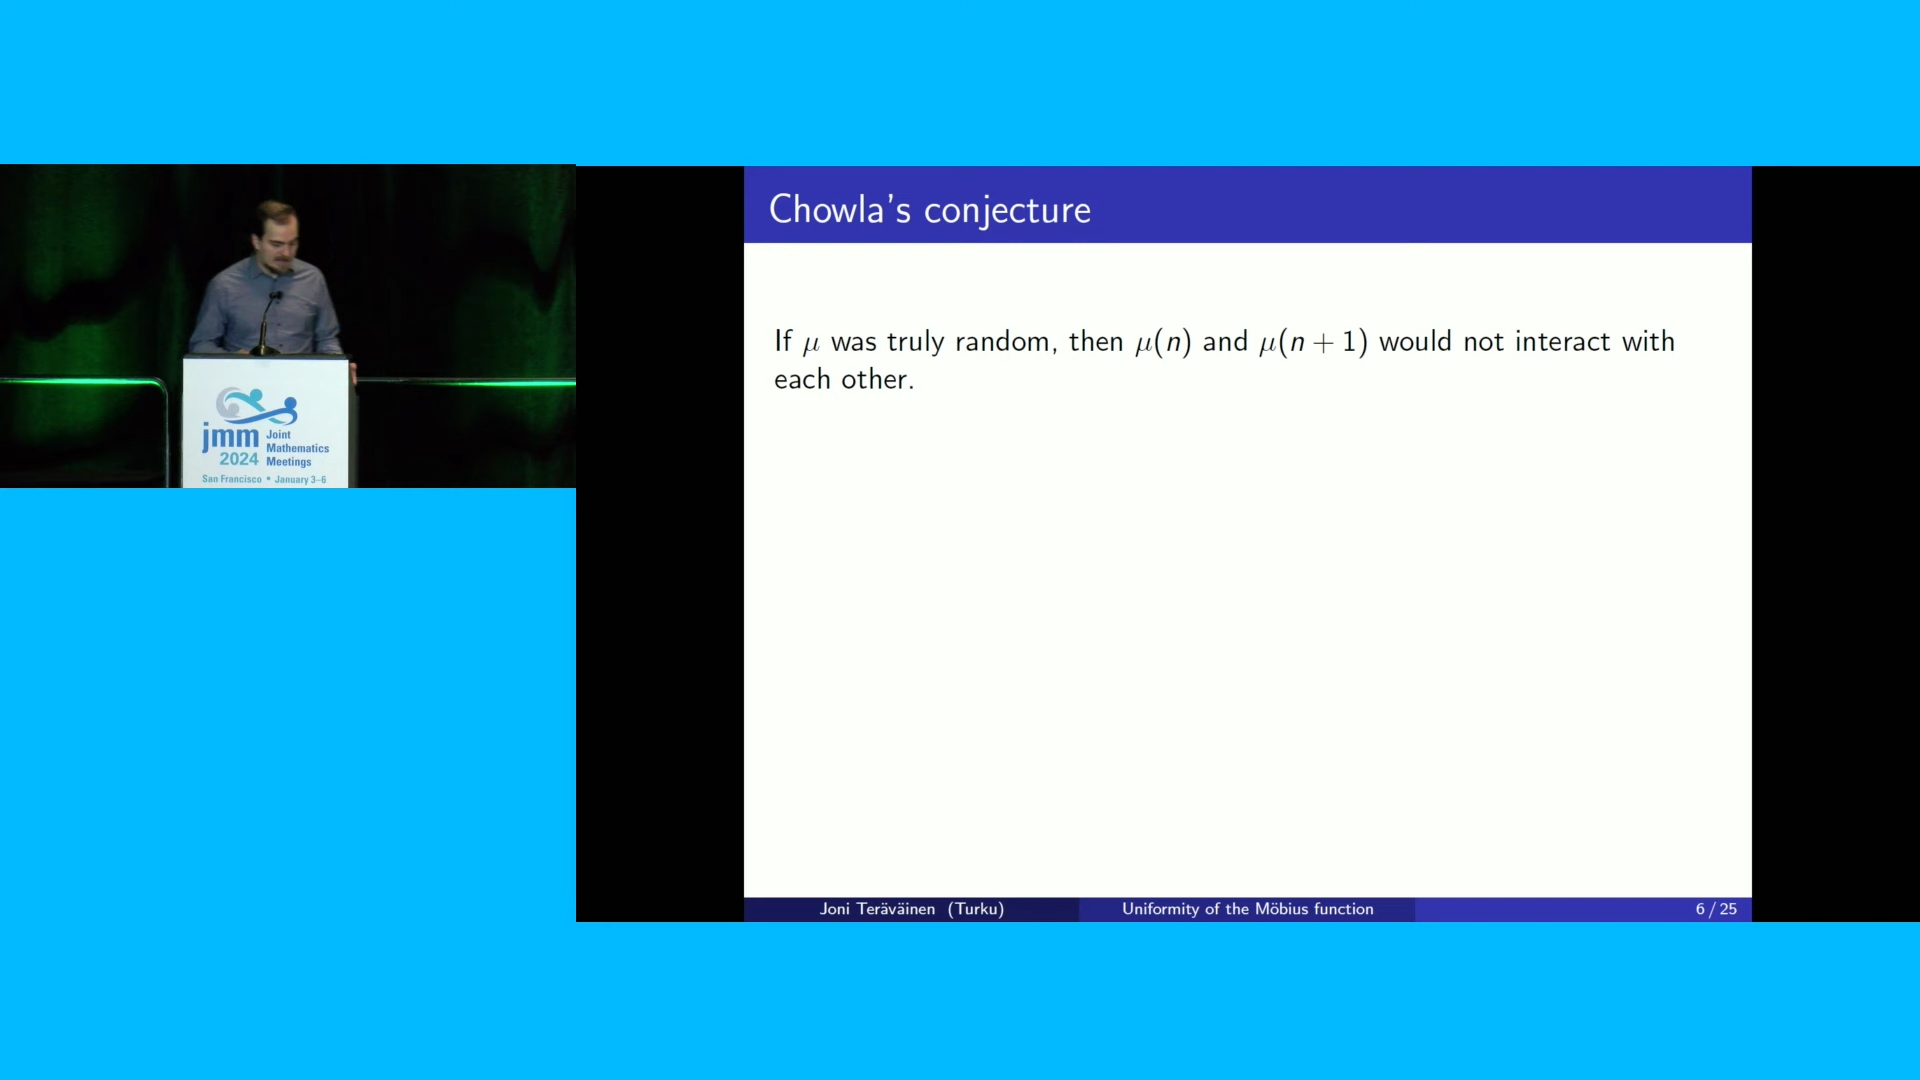 jmm Joint
Mathematics
2024 Meetings
San Francisco • January 3–6
Chowla's conjecture
If μ was truly random, then μ(n) and μ(n + 1) would not interact with
each other.
Joni Teräväinen (Turku)
Uniformity of the Möbius function
6 / 25